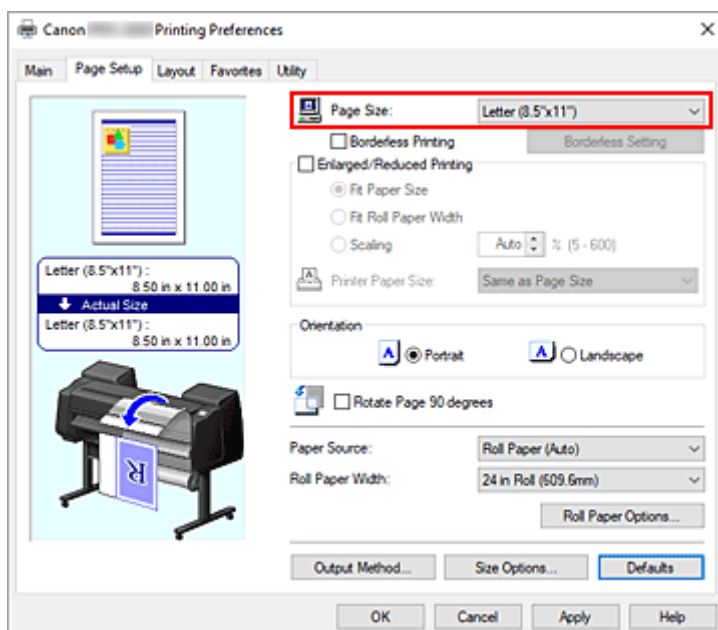 Canon Printing Preferences
Main Page Setup Layout Favorites Utility
Page Size: Letter (8.5"x11")
Borderless Printing Borderless Setting
Enlarged/Reduced Printing
Fit Paper Size
Fit Roll Paper Width
Scaling Auto % (5 - 600)
Printer Paper Size: Same as Page Size
Letter (8.5"x11") :
8.50 in x 11.00 in
Actual Size
Letter (8.5"x11") :
8.50 in x 11.00 in
Orientation
A Portrait A Landscape
Rotate Page 90 degrees
R
Paper Source: Roll Paper (Auto)
Roll Paper Width: 24 in Roll (609.6mm)
Roll Paper Options...
Output Method... Size Options... Defaults
OK Cancel Apply Help